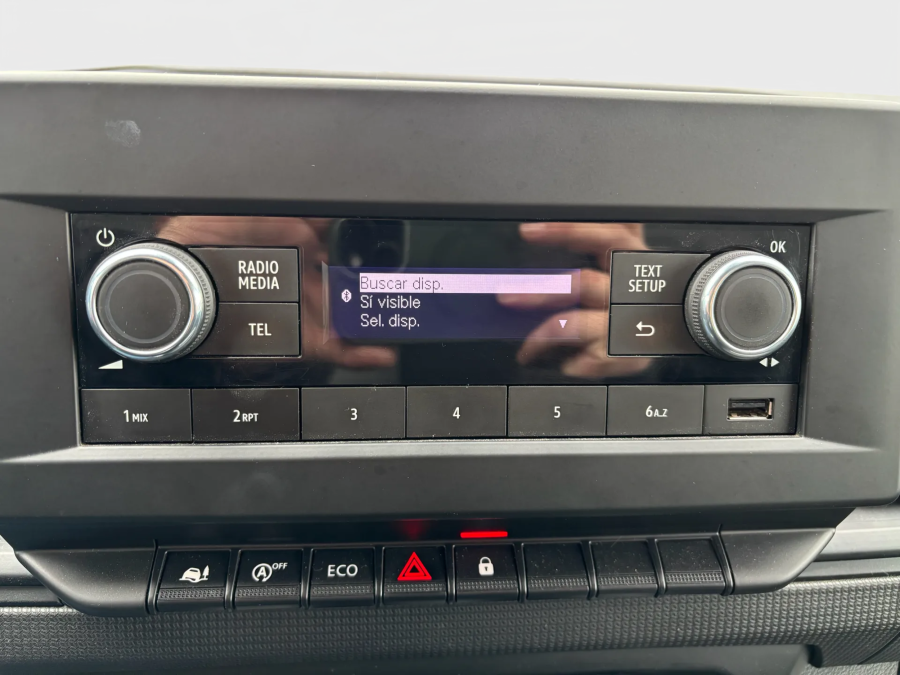 OK
RADIO
MEDIA
TEXT
SETUP
Buscar disp.
Sí visible
Sel. disp.
TEL
1 MIX
2 RPT
3
4
5
6 A.Z
A OFF
ECO